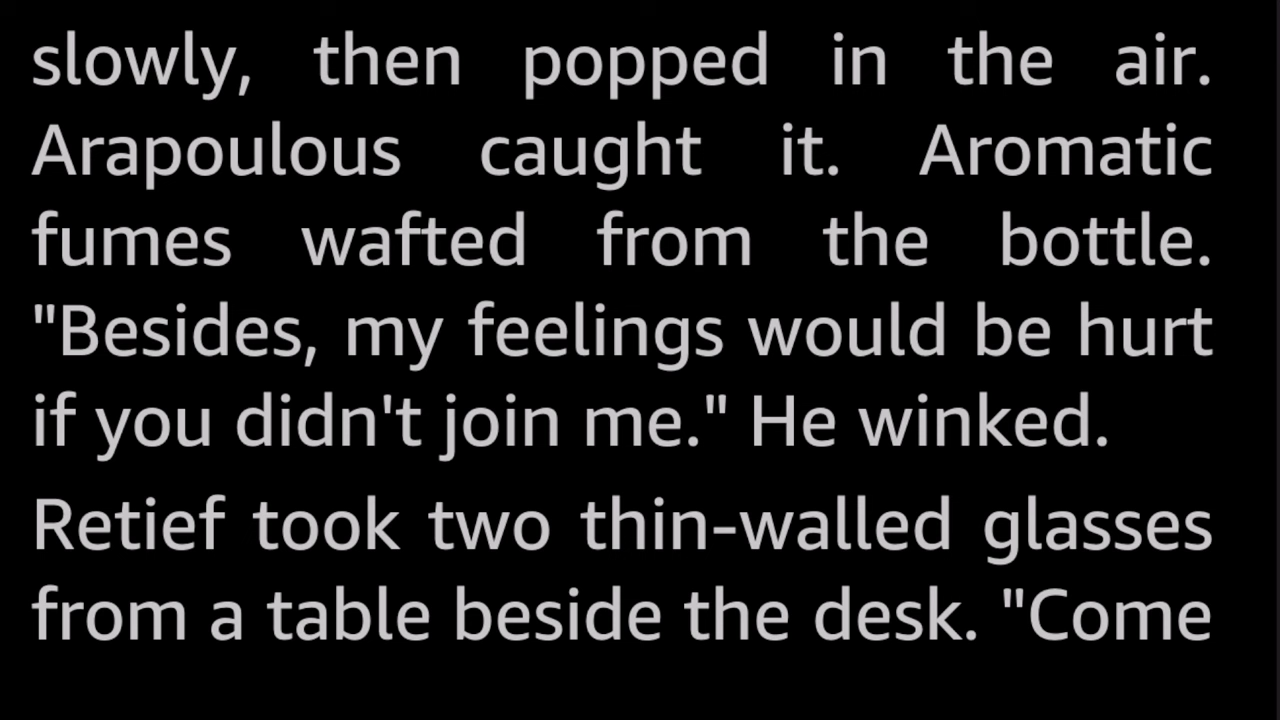 slowly, then popped in the air.
Arapoulous caught it. Aromatic
fumes wafted from the bottle.
"Besides, my feelings would be hurt
if you didn't join me." He winked.
Retief took two thin-walled glasses
from a table beside the desk. "Come